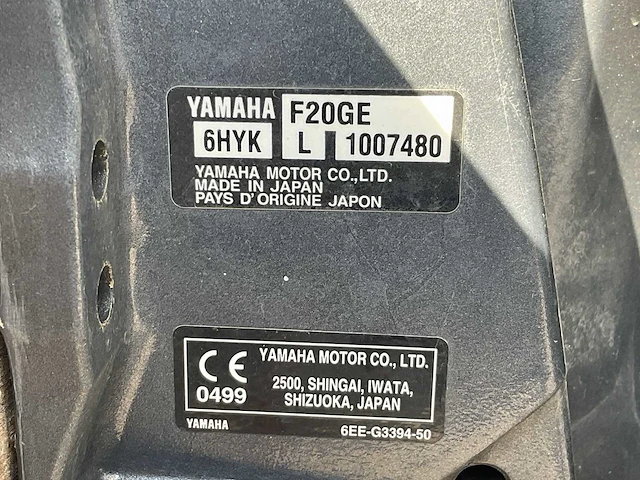 YAMAHA F20GE
6HYK L 1007480
YAMAHA MOTOR CO.,LTD.
MADE IN JAPAN
PAYS D'ORIGINE JAPON
CE YAMAHA MOTOR CO., LTD.
0499 2500, SHINGAI, IWATA,
SHIZUOKA, JAPAN
YAMAHA 6EE-G3394-50